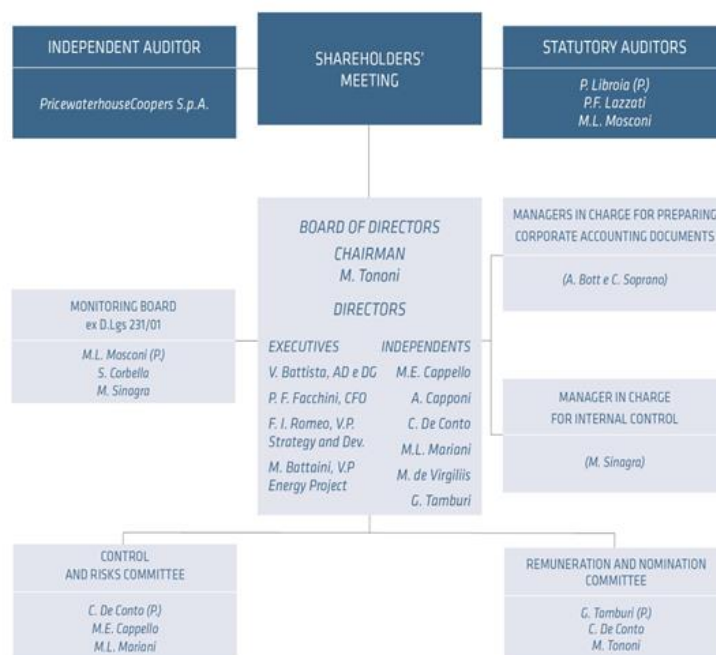 INDEPENDENT AUDITOR
PricewaterhouseCoopers S.p.A.
SHAREHOLDERS'
MEETING
STATUTORY AUDITORS
P. Libroia (P.)
P.F. Lazzati
M.L. Mosconi
BOARD OF DIRECTORS
CHAIRMAN
M. Tononi
DIRECTORS
EXECUTIVES
V. Battista, AD e DG
P. F. Facchini, CFO
F. I. Romeo, V.P.
Strategy and Dev.
M. Battaini, V.P
Energy Project
INDEPENDENTS
M.E. Cappello
A. Capponi
C. De Conto
M.L. Mariani
M. de Virgiliis
G. Tamburi
MANAGERS IN CHARGE FOR PREPARING
CORPORATE ACCOUNTING DOCUMENTS
(A. Bott e C. Soprano)
MONITORING BOARD
ex D.Lgs 231/01
M.L. Mosconi (P.)
S. Corbella
M. Sinagra
MANAGER IN CHARGE
FOR INTERNAL CONTROL
(M. Sinagra)
CONTROL
AND RISKS COMMITTEE
C. De Conto (P.)
M.E. Cappello
M.L. Mariani
REMUNERATION AND NOMINATION
COMMITTEE
G. Tamburi (P.)
C. De Conto
M. Tononi